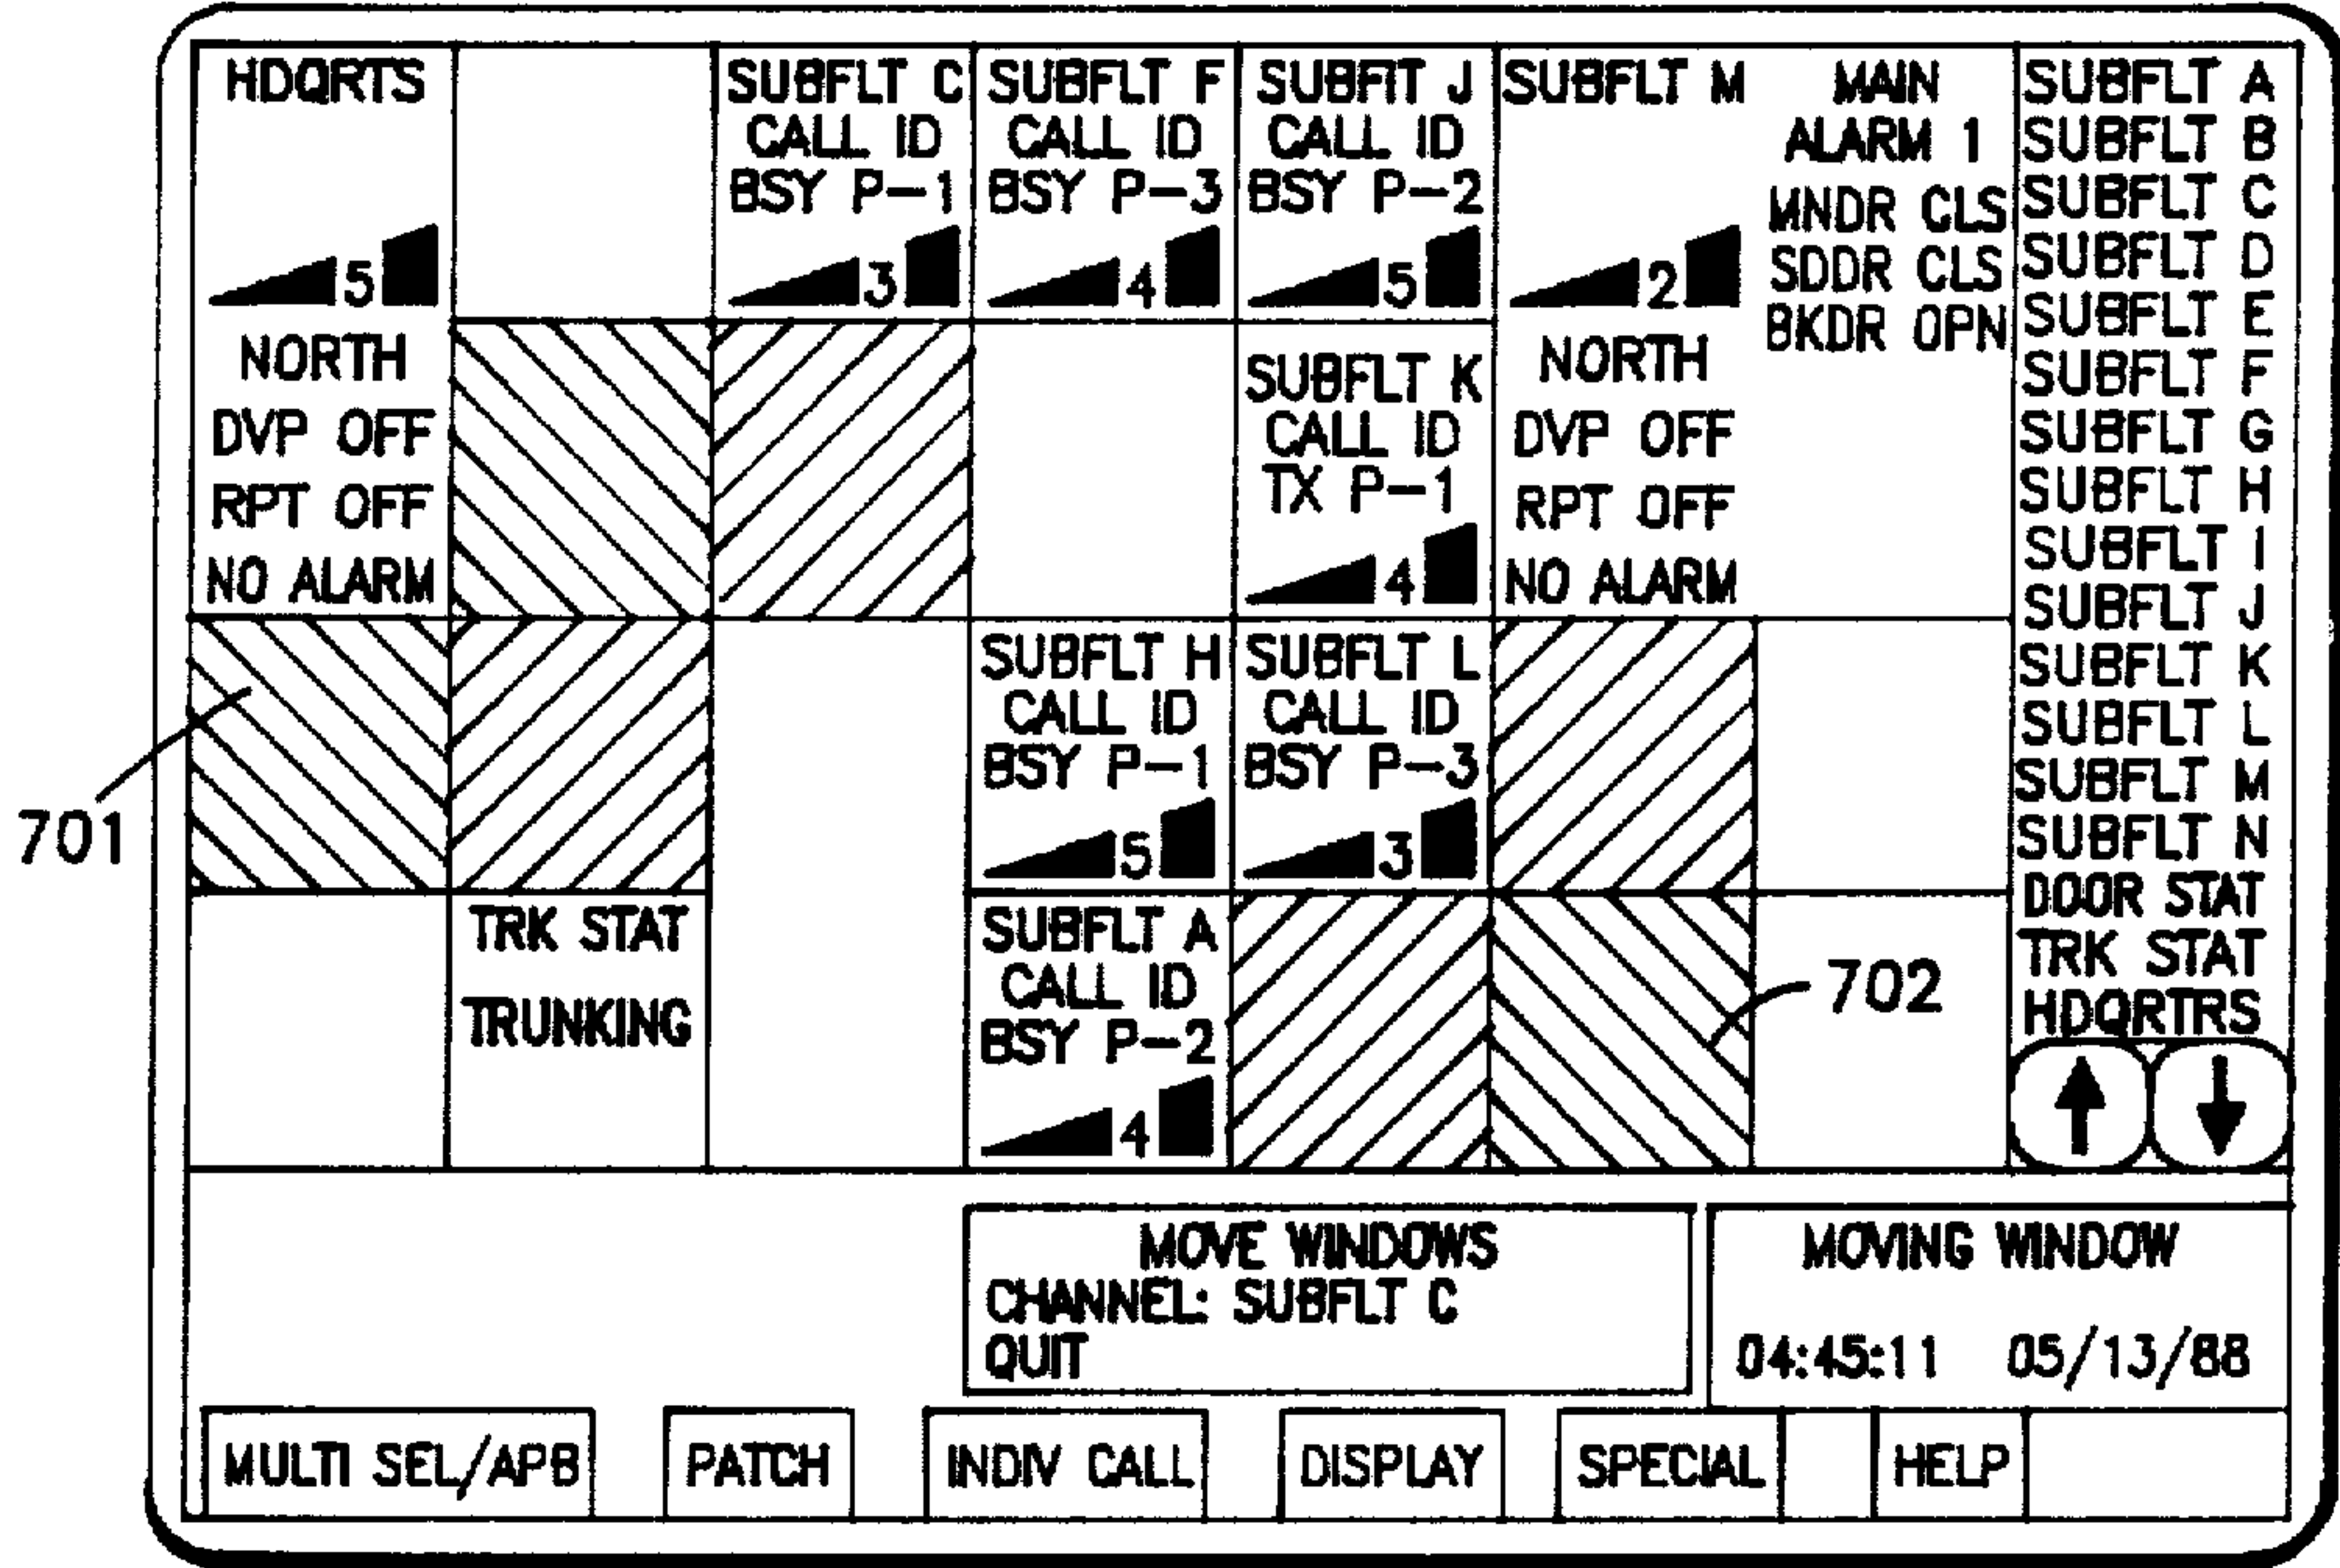 HDQRTS
5
NORTH
DVP OFF
RPT OFF
NO ALARM
SUBFLT C
CALL ID
BSY P-1
3
SUBFLT F
CALL ID
BSY P-3
4
SUBFIT J
CALL ID
BSY P-2
5
SUBFLT M
2
NORTH
DVP OFF
RPT OFF
NO ALARM
MAIN
ALARM 1
MNDR CLS
SDDR CLS
BKDR OPN
SUBFLT K
CALL ID
TX P-1
4
SUBFLT H
CALL ID
BSY P-1
5
SUBFLT L
CALL ID
BSY P-3
3
TRK STAT
TRUNKING
SUBFLT A
CALL ID
BSY P-2
4
701
702
SUBFLT A
SUBFLT B
SUBFLT C
SUBFLT D
SUBFLT E
SUBFLT F
SUBFLT G
SUBFLT H
SUBFLT I
SUBFLT J
SUBFLT K
SUBFLT L
SUBFLT M
SUBFLT N
DOOR STAT
TRK STAT
HDQRTRS
MOVE WINDOWS
CHANNEL: SUBFLT C
QUIT
MOVING WINDOW
04:45:11 05/13/88
MULTI SEL/APB
PATCH
INDIV CALL
DISPLAY
SPECIAL
HELP